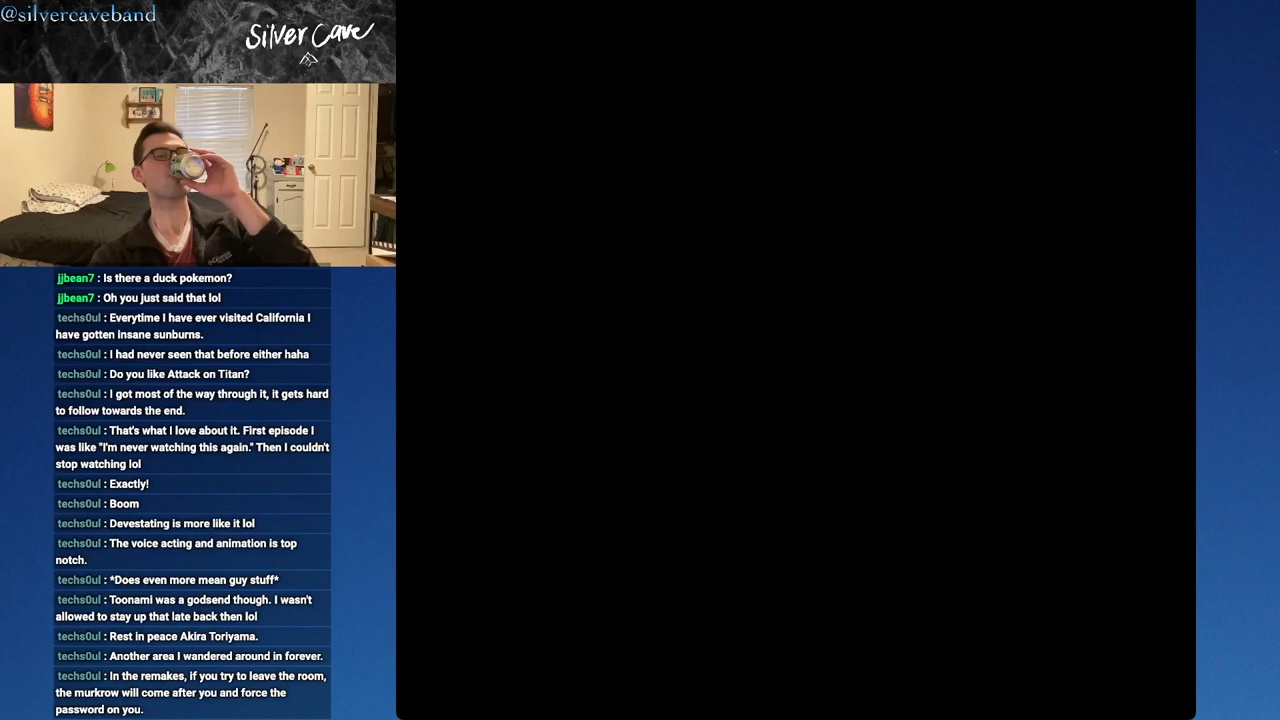 @silvercaveband
Silver Cave
jjbean7 : Is there a duck pokemon?
jjbean7 : Oh you just said that lol
techs0ul : Everytime I have ever visited California I
have gotten insane sunburns.
techs0ul : I had never seen that before either haha
techs0ul : Do you like Attack on Titan?
techs0ul : I got most of the way through it, it gets hard
to follow towards the end.
techs0ul : That's what I love about it. First episode I
was like "I'm never watching this again." Then I couldn't
stop watching lol
techs0ul : Exactly!
techs0ul : Boom
techs0ul : Devestating is more like it lol
techs0ul : The voice acting and animation is top
notch.
techs0ul : *Does even more mean guy stuff*
techs0ul : Toonami was a godsend though. I wasn't
allowed to stay up that late back then lol
techs0ul : Rest in peace Akira Toriyama.
techs0ul : Another area I wandered around in forever.
techs0ul : In the remakes, if you try to leave the room,
the murkrow will come after you and force the
password on you.